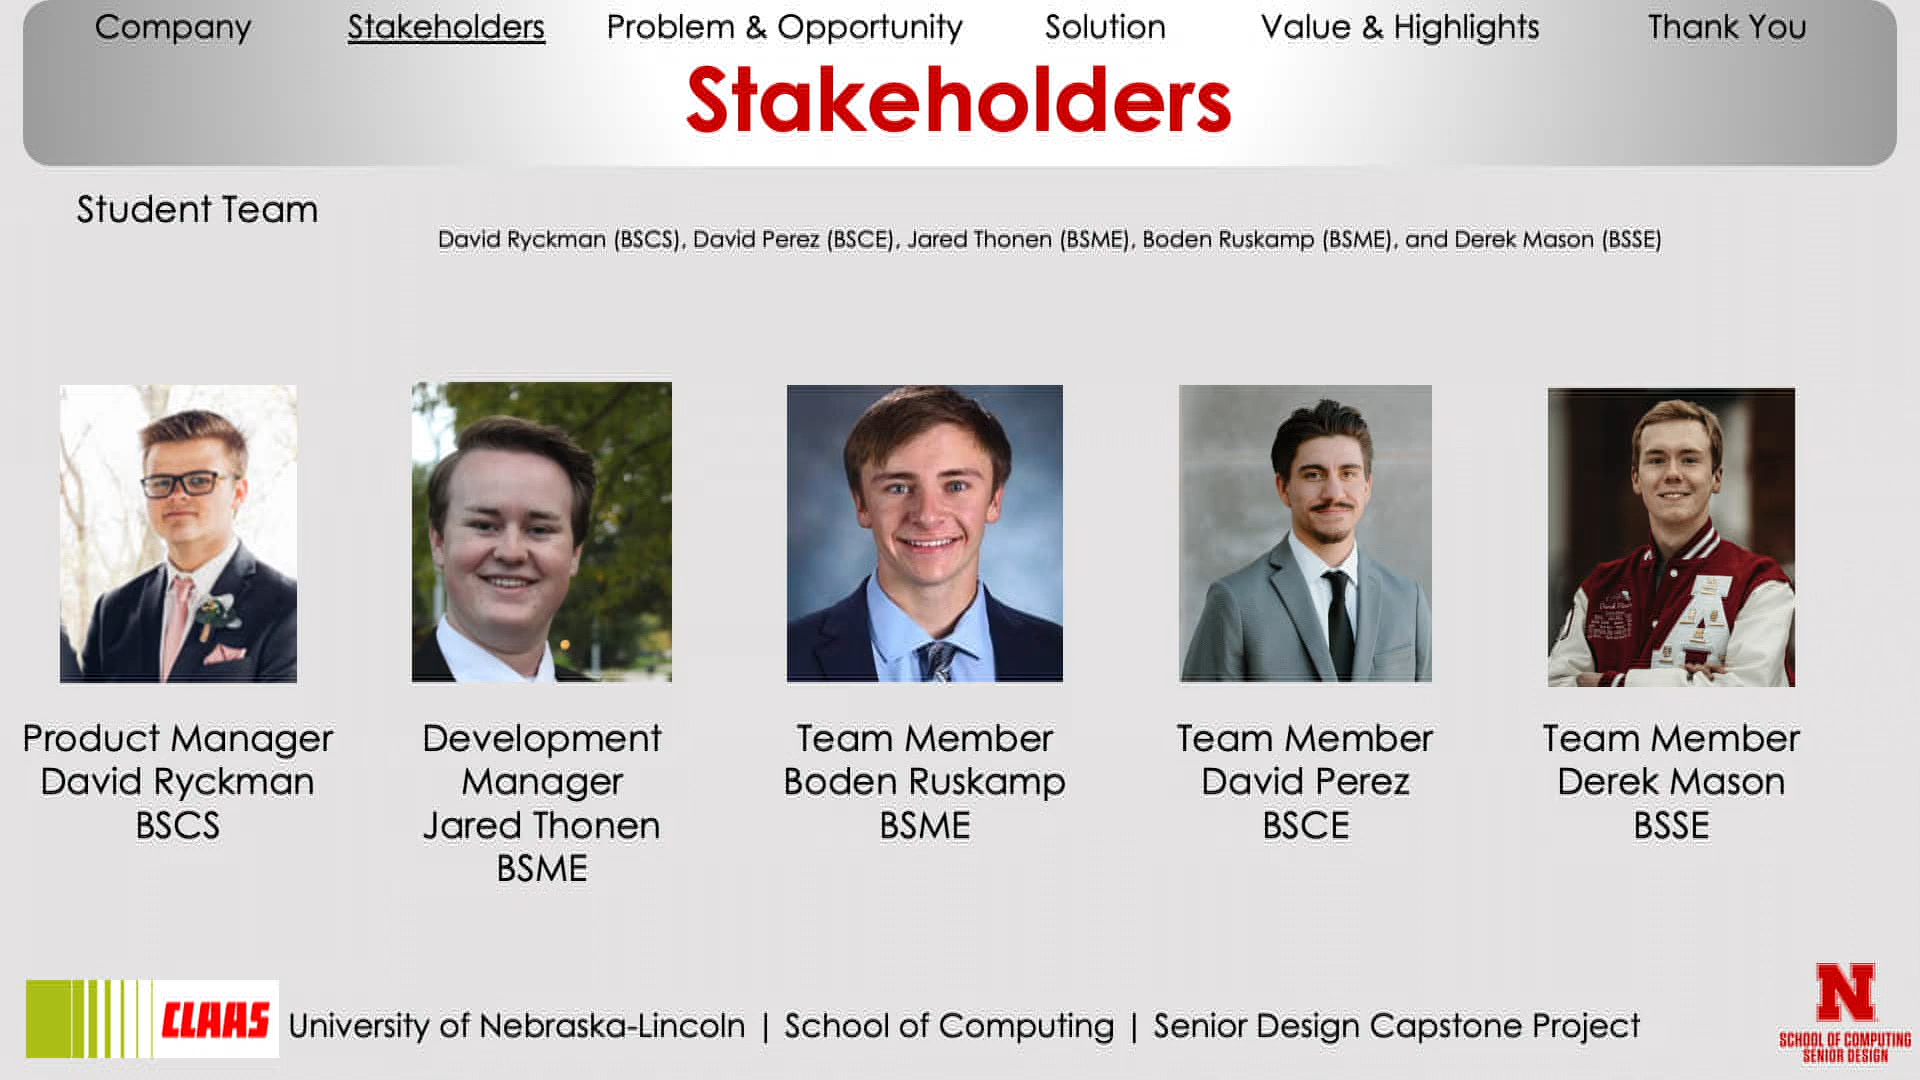 Company Stakeholders Problem & Opportunity Solution Value & Highlights Thank You
Stakeholders
Student Team
David Ryckman (BSCS), David Perez (BSCE), Jared Thonen (BSME), Boden Ruskamp (BSME), and Derek Mason (BSSE)
Product Manager
David Ryckman
BSCS
Development
Manager
Jared Thonen
BSME
Team Member
Boden Ruskamp
BSME
Team Member
David Perez
BSCE
Team Member
Derek Mason
BSSE
A
CLAAS
University of Nebraska-Lincoln | School of Computing | Senior Design Capstone Project
N
SCHOOL OF COMPUTING
SENIOR DESIGN